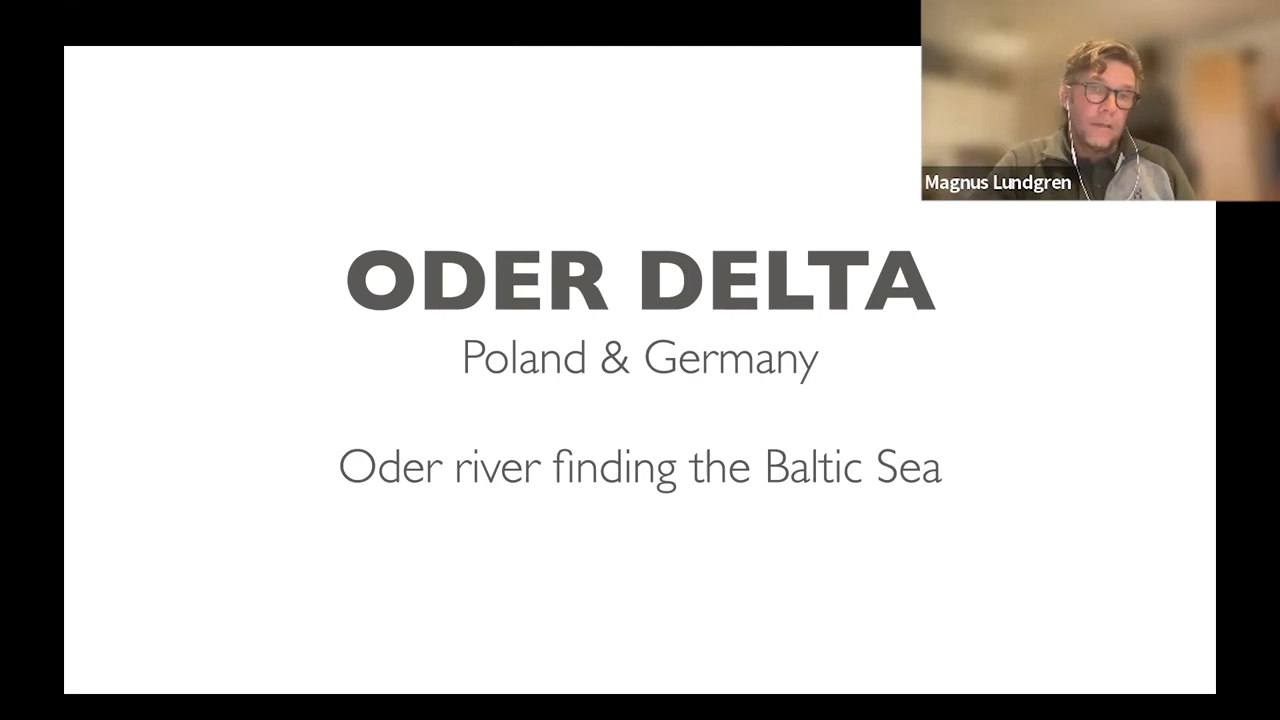 Magnus Lundgren
ODER DELTA
Poland & Germany
Oder river finding the Baltic Sea